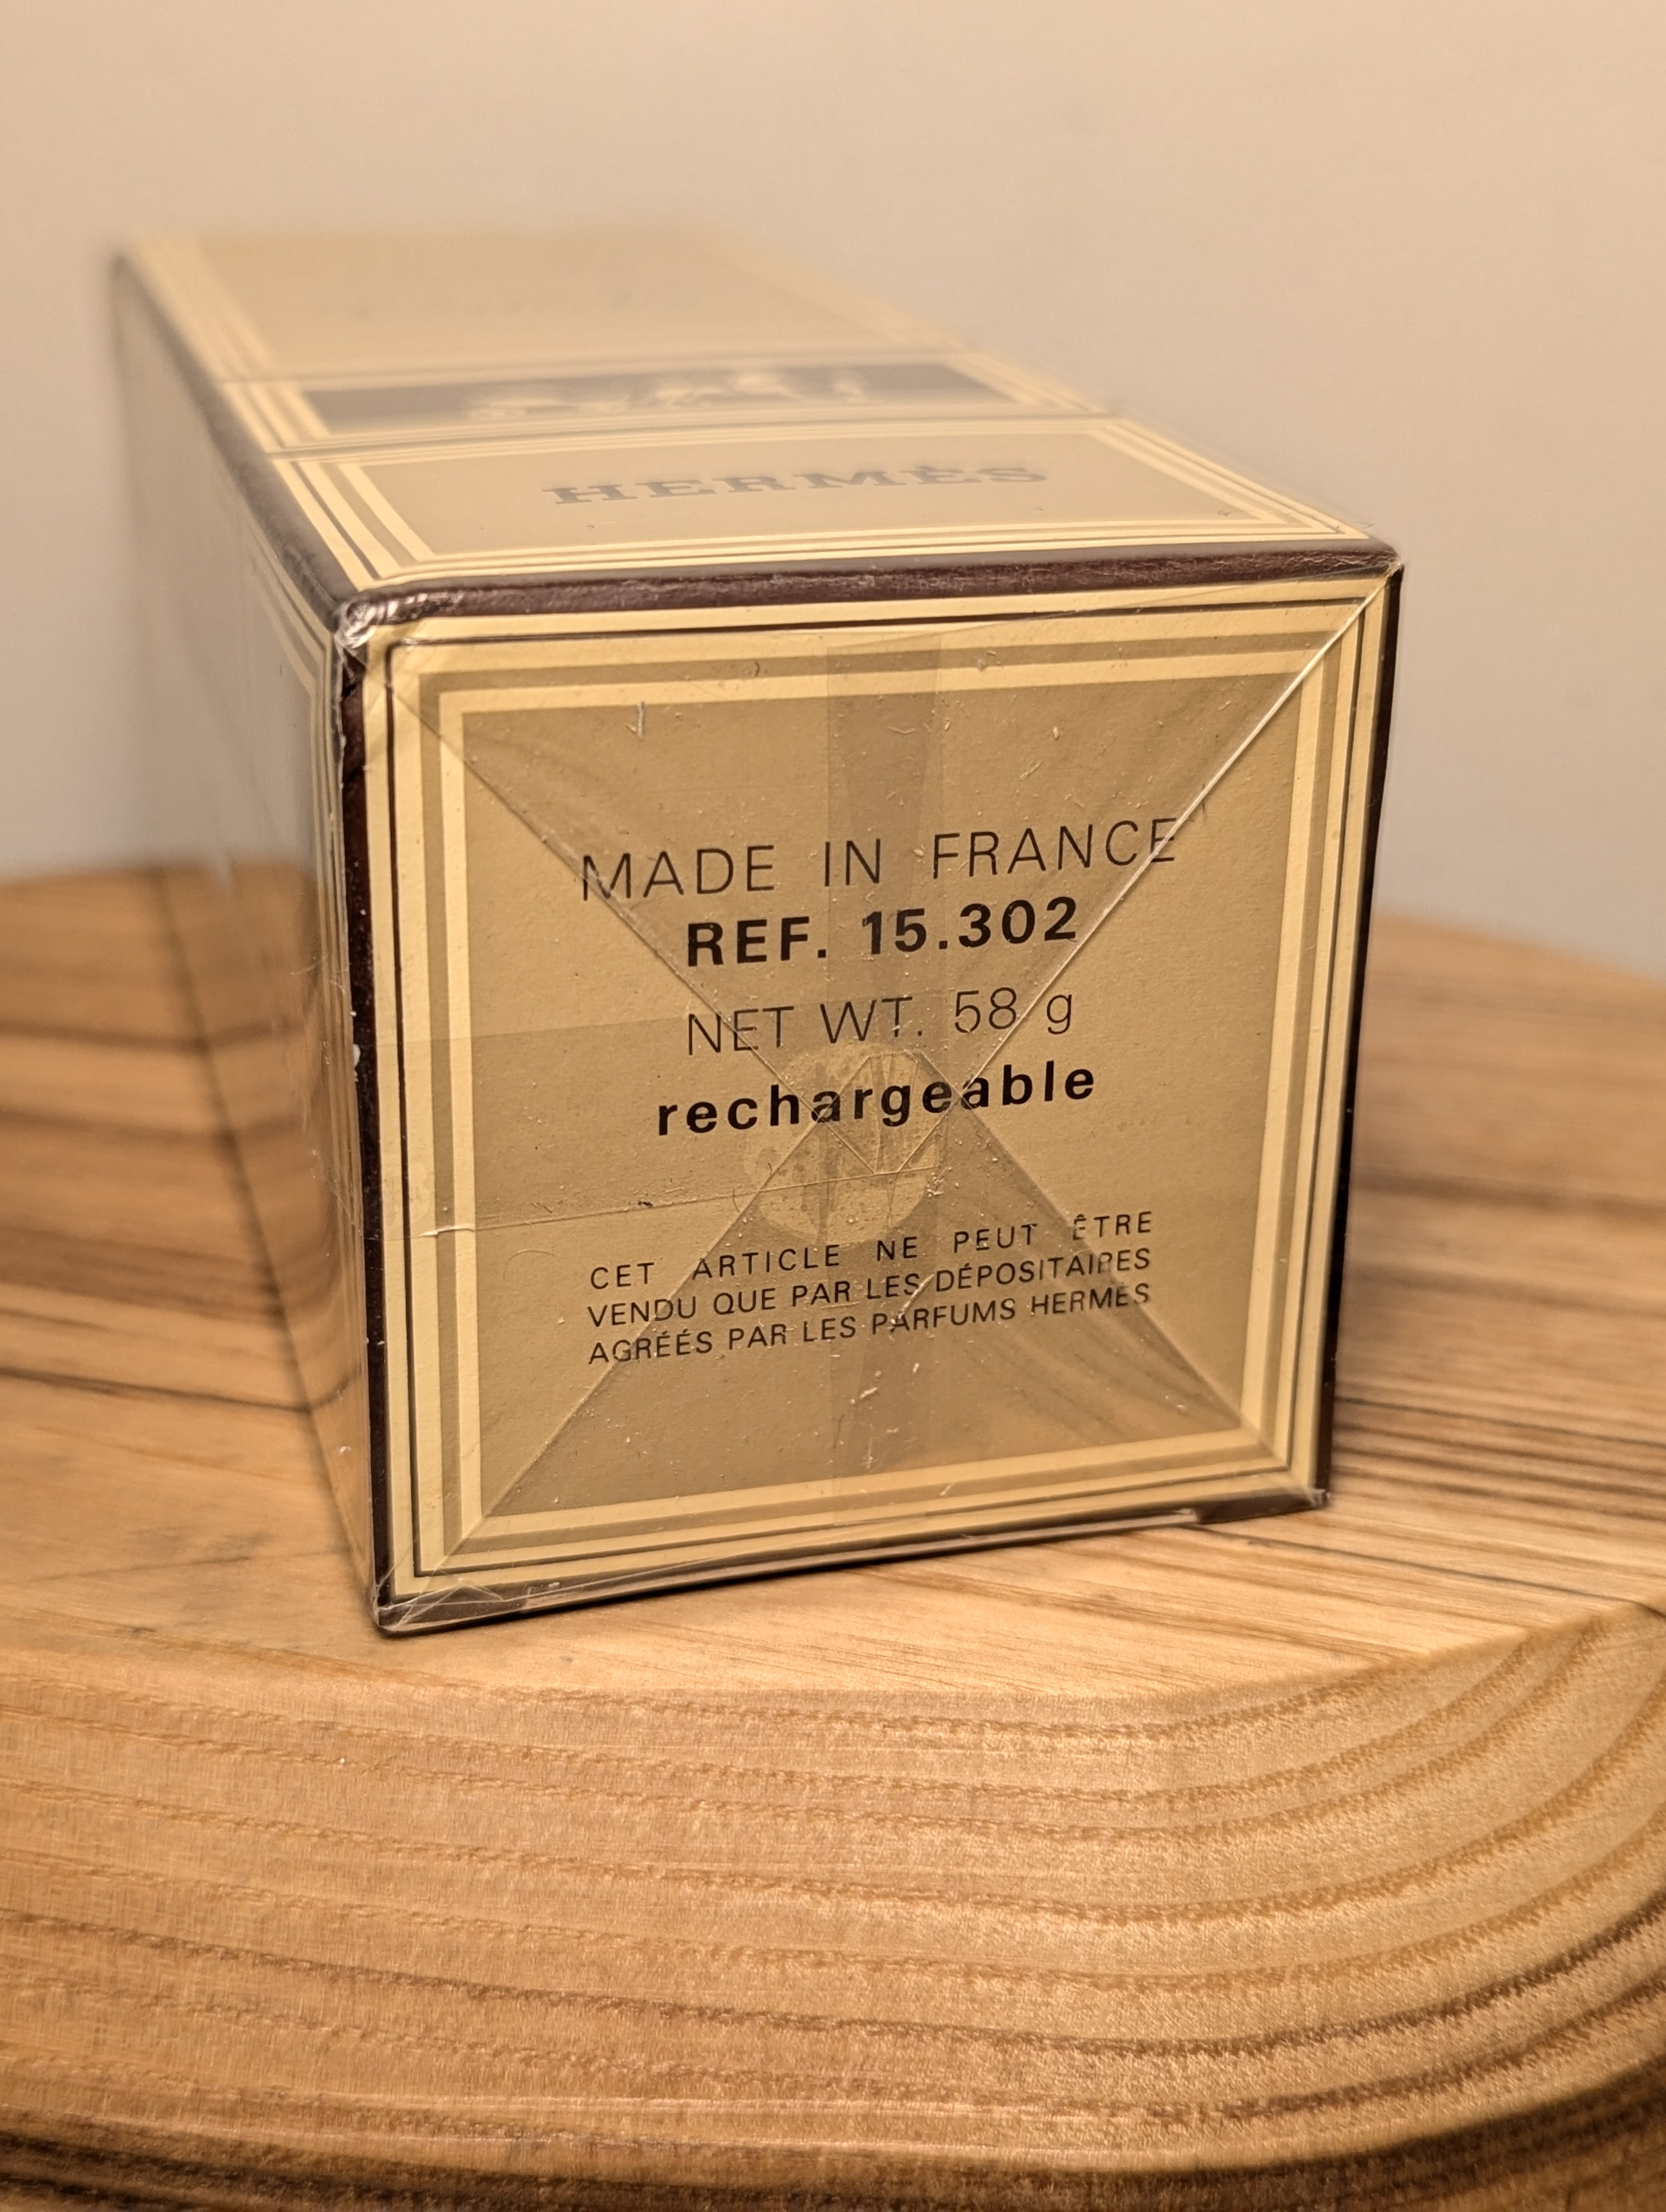 HERMÈS
MADE IN FRANCE
REF. 15.302
NET WT. 58 g
rechargeable
CET ARTICLE NE PEUT ÊTRE
VENDU QUE PAR LES DÉPOSITAIRES
AGRÉÉS PAR LES PARFUMS HERMÈS